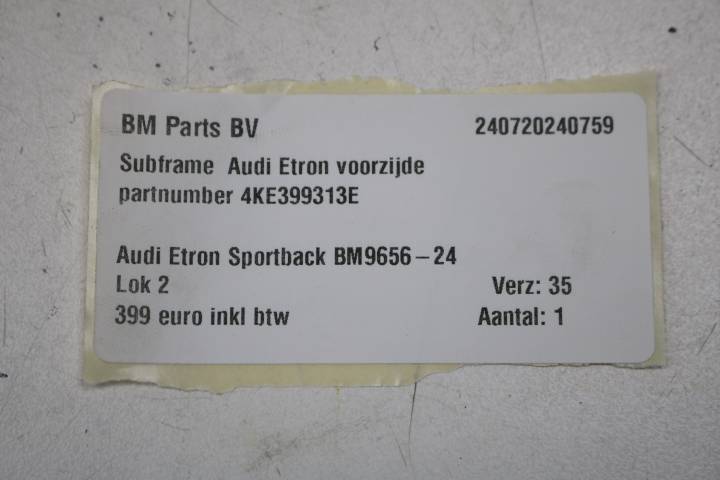 BM Parts BV 240720240759
Subframe Audi Etron voorzijde
partnumber 4KE399313E
Audi Etron Sportback BM9656-24
Lok 2 Verz: 35
399 euro inkl btw Aantal: 1